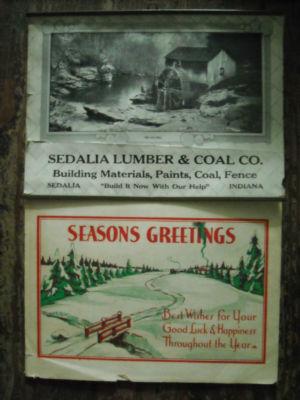 SEDALIA LUMBER & COAL CO.
Building Materials, Paints, Coal, Fence
SEDALIA "Build It Now With Our Help" INDIANA
SEASONS GREETINGS
Best Wishes for Your
Good Luck & Happiness
Throughout the Year